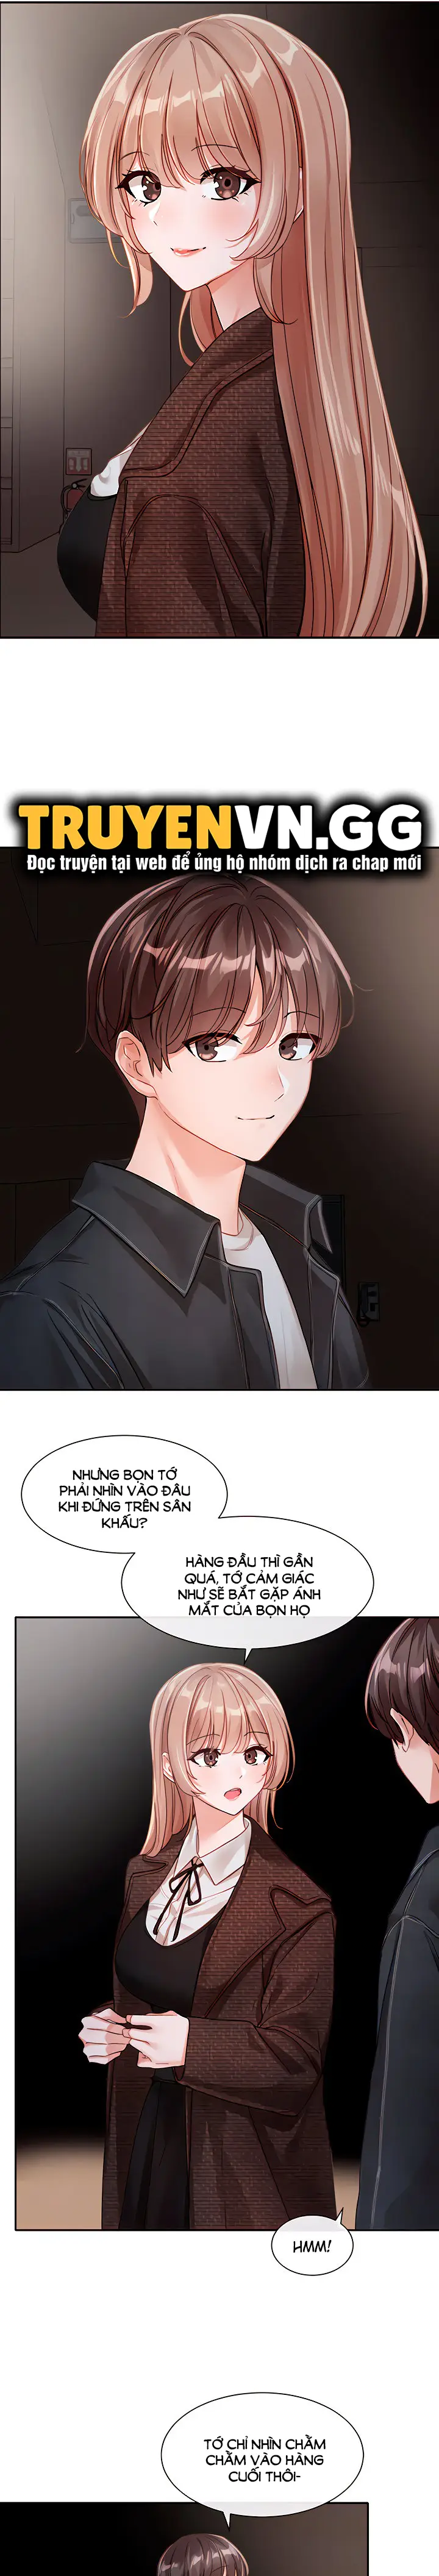 TRUYENVN.GG
Đọc truyện tại web để ủng hộ nhóm dịch ra chap mới
NHƯNG BỌN TỚ
PHẢI NHÌN VÀO ĐÂU
KHI ĐỨNG TRÊN SÂN
KHẤU?
HÀNG ĐẦU THÌ GẦN
QUÁ, TỚ CẢM GIÁC
NHƯ SẼ BẮT GẶP ÁNH
MẮT CỦA BỌN HỌ
HMM!
TỚ CHỈ NHÌN CHẰM
CHẰM VÀO HÀNG
CUỐI THÔI-